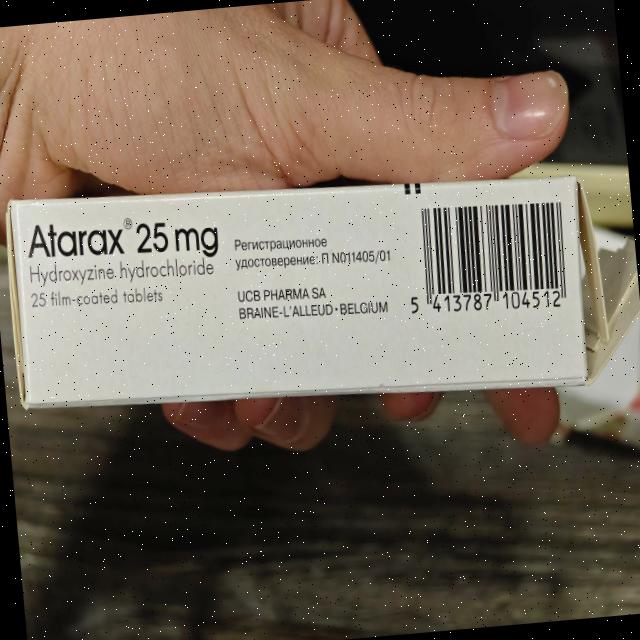 Atarax® 25 mg
Hydroxyzine hydrochloride
25 film-coated tablets
Регистрационное
удостоверение: П N011405/01
UCB PHARMA SA
BRAINE-L'ALLEUD • BELGIUM
5 413787 104512